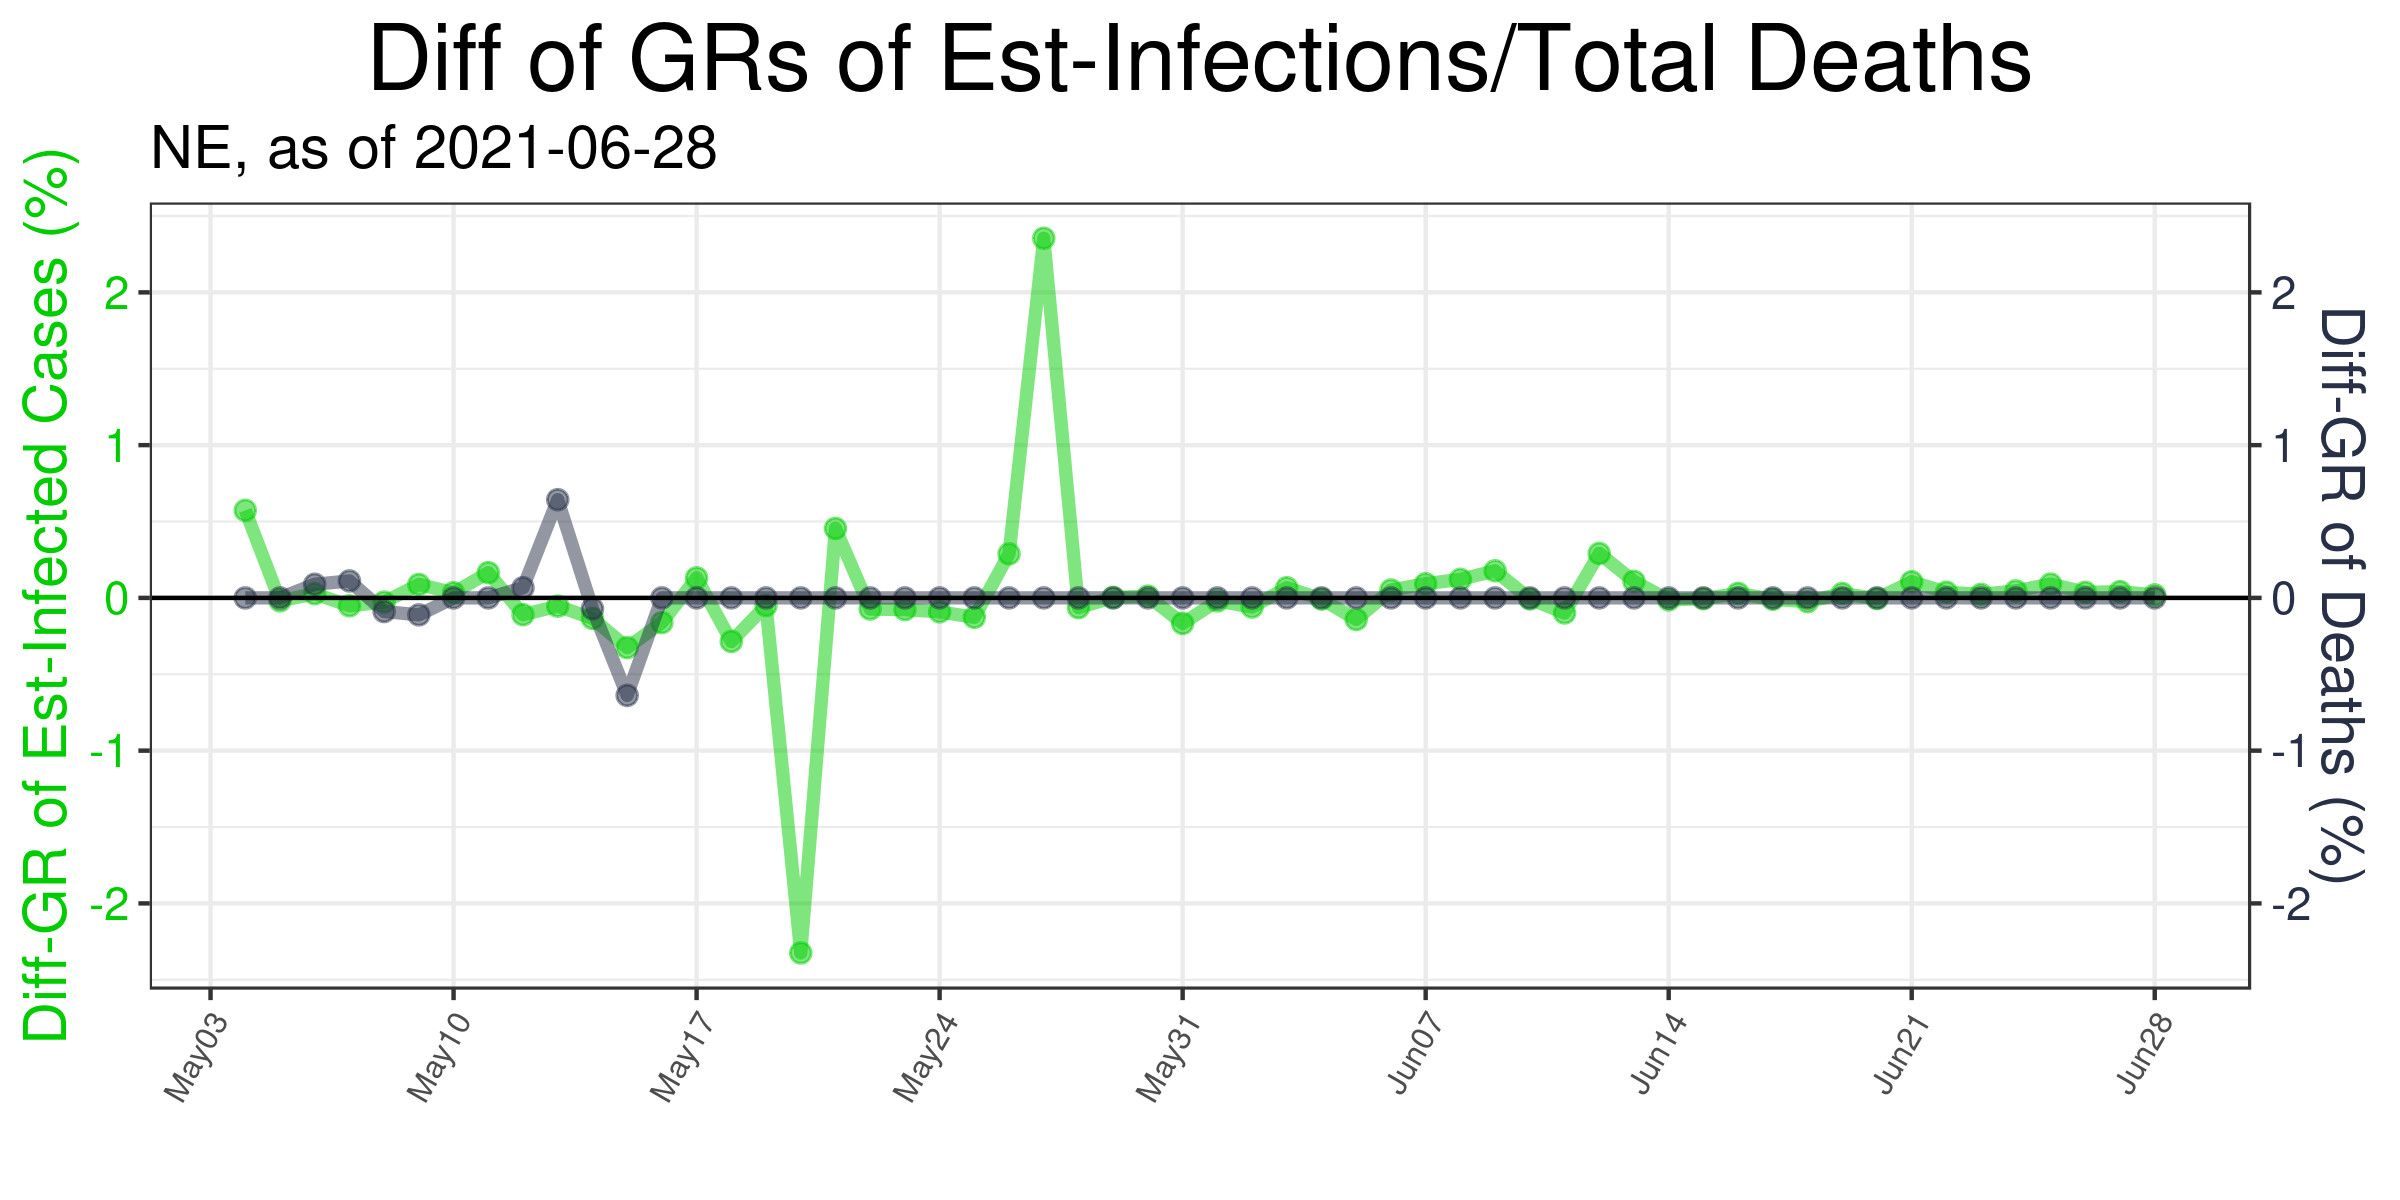 Diff of GRs of Est-Infections/Total Deaths
NE, as of 2021-06-28
Diff-GR of Est-Infected Cases (%)
2
1
0
-1
-2
2
1
0
-1
-2
Diff-GR of Deaths (%)
May03
May10
May17
May24
May31
Jun07
Jun14
Jun21
Jun28